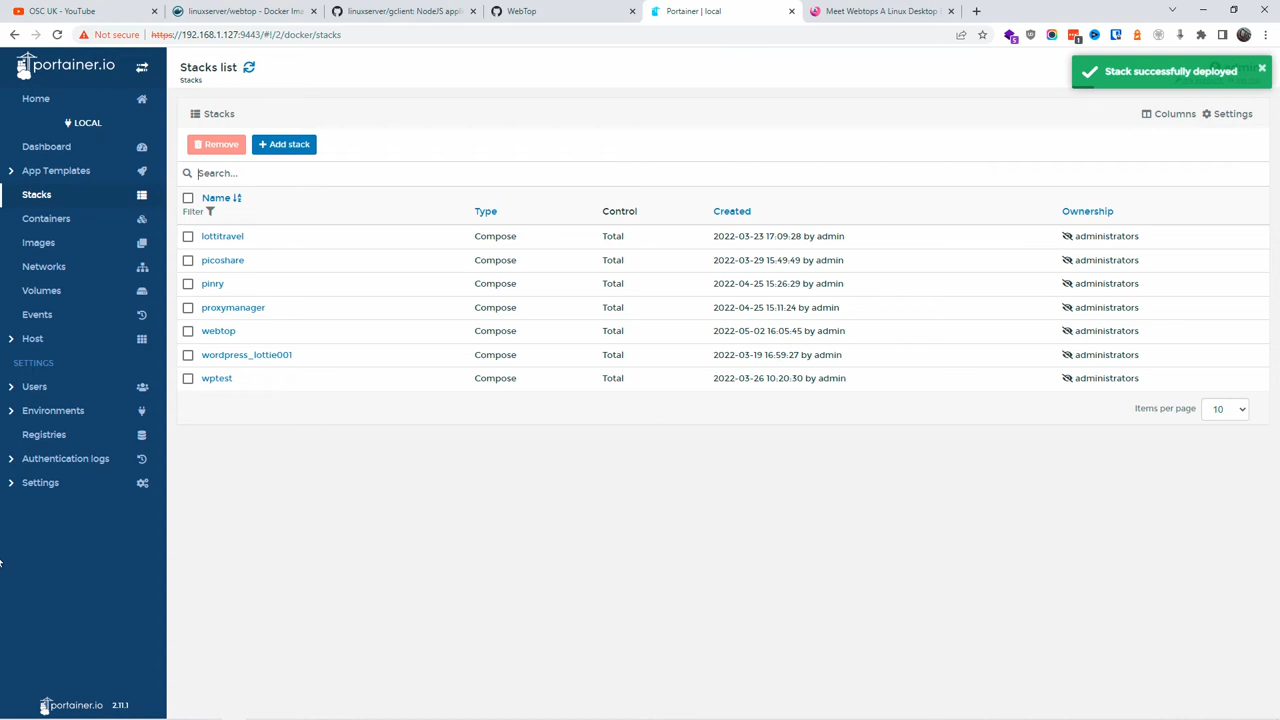 OSC UK - YouTube
linuxserver/webtop - Docker Ima
linuxserver/gclient: NodeJS appli
WebTop
Portainer | local
Meet Webtops A Linux Desktop I
Not secure https://192.168.1.127:9443/#!/2/docker/stacks
5
1
portainer.io
Home
LOCAL
Dashboard
App Templates
Stacks
Containers
Images
Networks
Volumes
Events
Host
SETTINGS
Users
Environments
Registries
Authentication logs
Settings
portainer.io 2.11.1
Stacks list
Stacks
Stack successfully deployed
Stacks
Columns Settings
Remove Add stack
Search...
Name
Filter
Type Control Created Ownership
lottitravel Compose Total 2022-03-23 17:09:28 by admin administrators
picoshare Compose Total 2022-03-29 15:49:49 by admin administrators
pinry Compose Total 2022-04-25 15:26:29 by admin administrators
proxymanager Compose Total 2022-04-25 15:11:24 by admin administrators
webtop Compose Total 2022-05-02 16:05:45 by admin administrators
wordpress_lottie001 Compose Total 2022-03-19 16:59:27 by admin administrators
wptest Compose Total 2022-03-26 10:20:30 by admin administrators
Items per page 10